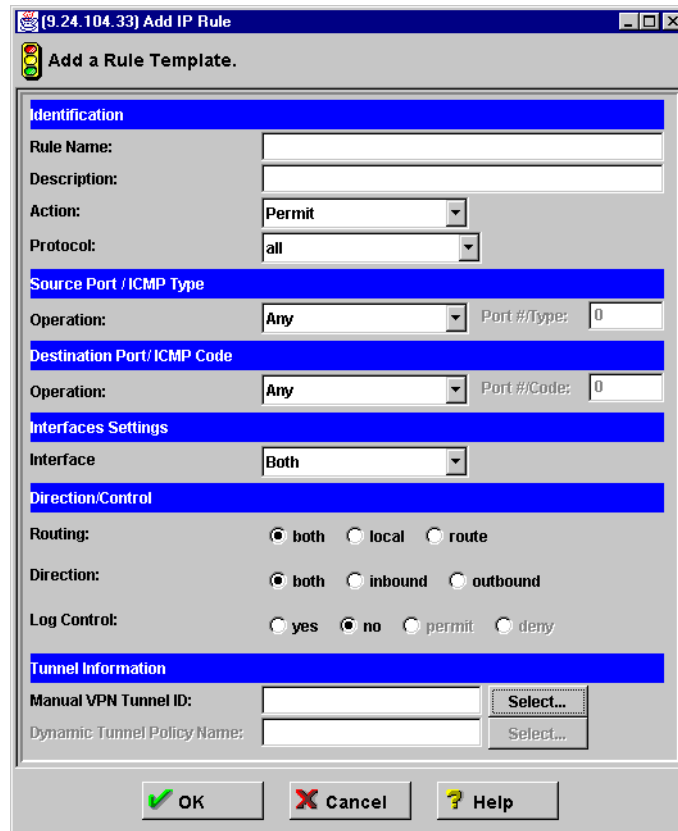 (9.24.104.33) Add IP Rule
Add a Rule Template.
Identification
Rule Name:
Description:
Action: Permit
Protocol: all
Source Port / ICMP Type
Operation: Any Port #/Type: 0
Destination Port/ ICMP Code
Operation: Any Port #/Code: 0
Interfaces Settings
Interface Both
Direction/Control
Routing: both local route
Direction: both inbound outbound
Log Control: yes no permit deny
Tunnel Information
Manual VPN Tunnel ID: Select...
Dynamic Tunnel Policy Name: Select...
OK Cancel Help